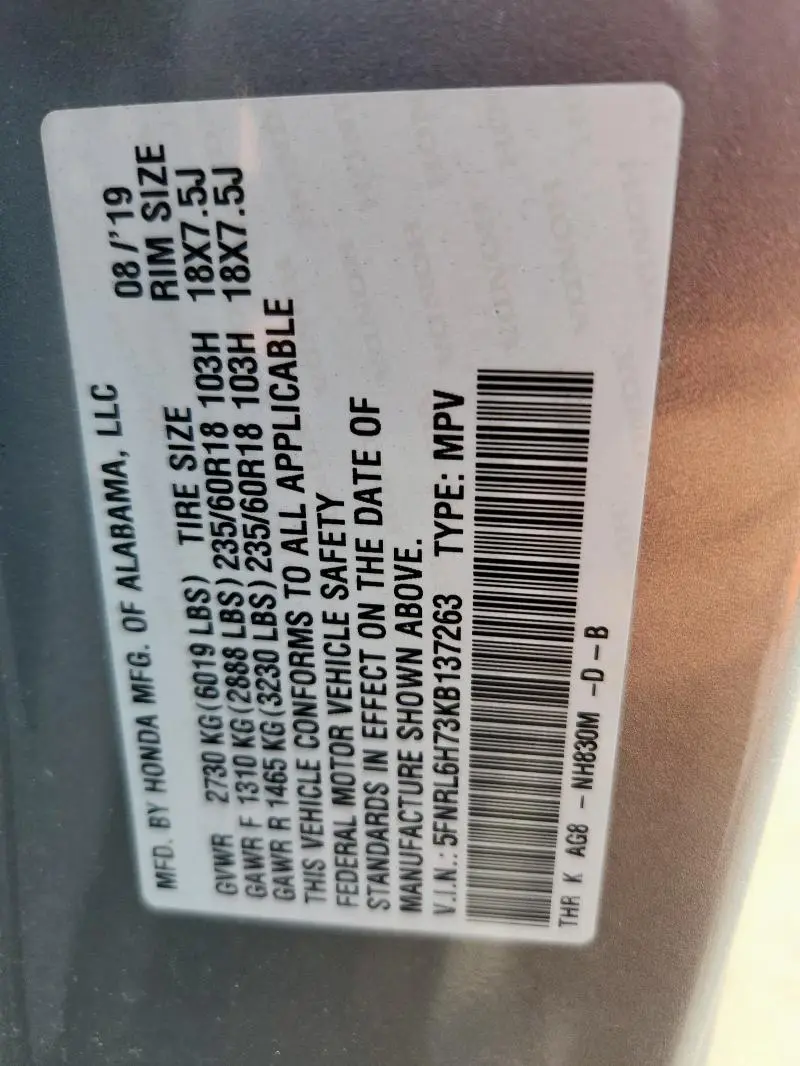 MFD. BY HONDA MFG. OF ALABAMA, LLC 08/'19
TIRE SIZE RIM SIZE
GVWR 2730 KG(6019 LBS)
GAWR F 1310 KG(2888 LBS) 235/60R18 103H 18X7.5J
GAWR R 1465 KG(3230 LBS) 235/60R18 103H 18X7.5J
THIS VEHICLE CONFORMS TO ALL APPLICABLE
FEDERAL MOTOR VEHICLE SAFETY
STANDARDS IN EFFECT ON THE DATE OF
MANUFACTURE SHOWN ABOVE.
V.I.N.: 5FNRL6H73KB137263 TYPE: MPV
THR K AG8 - NH830M -D-B